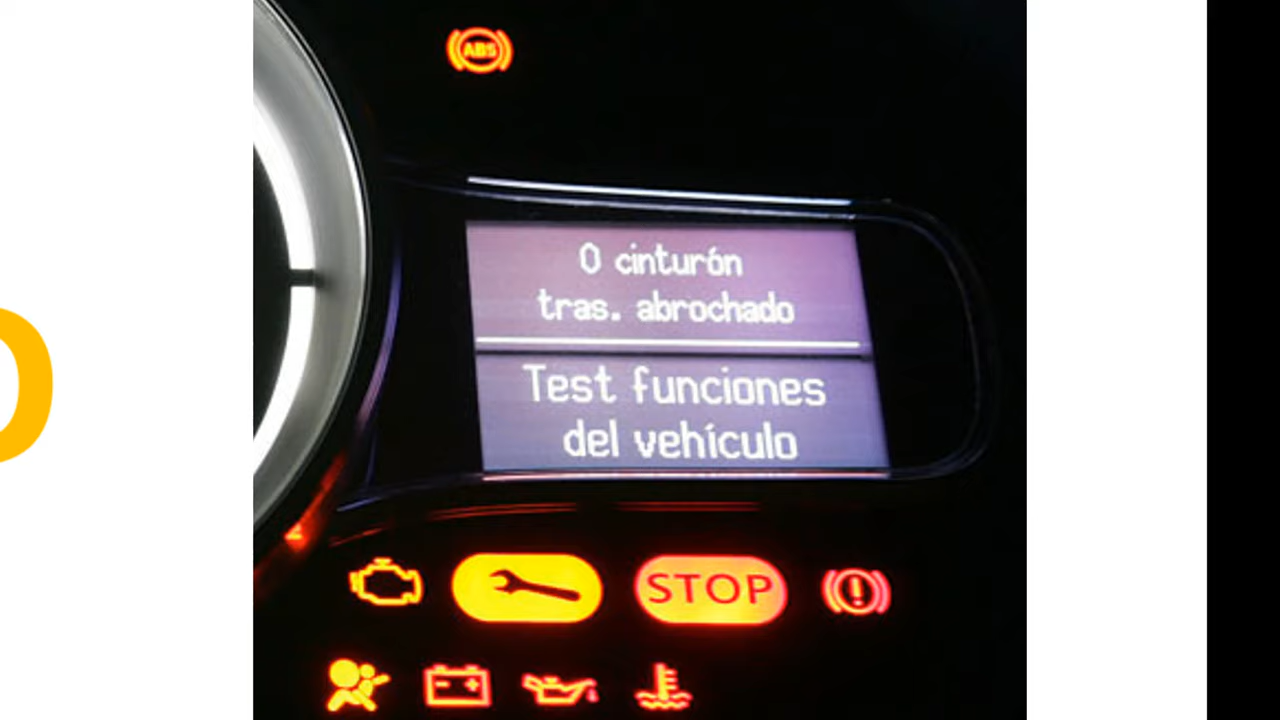 ABS
0 cinturón
tras. abrochado
Test funciones
del vehículo
STOP